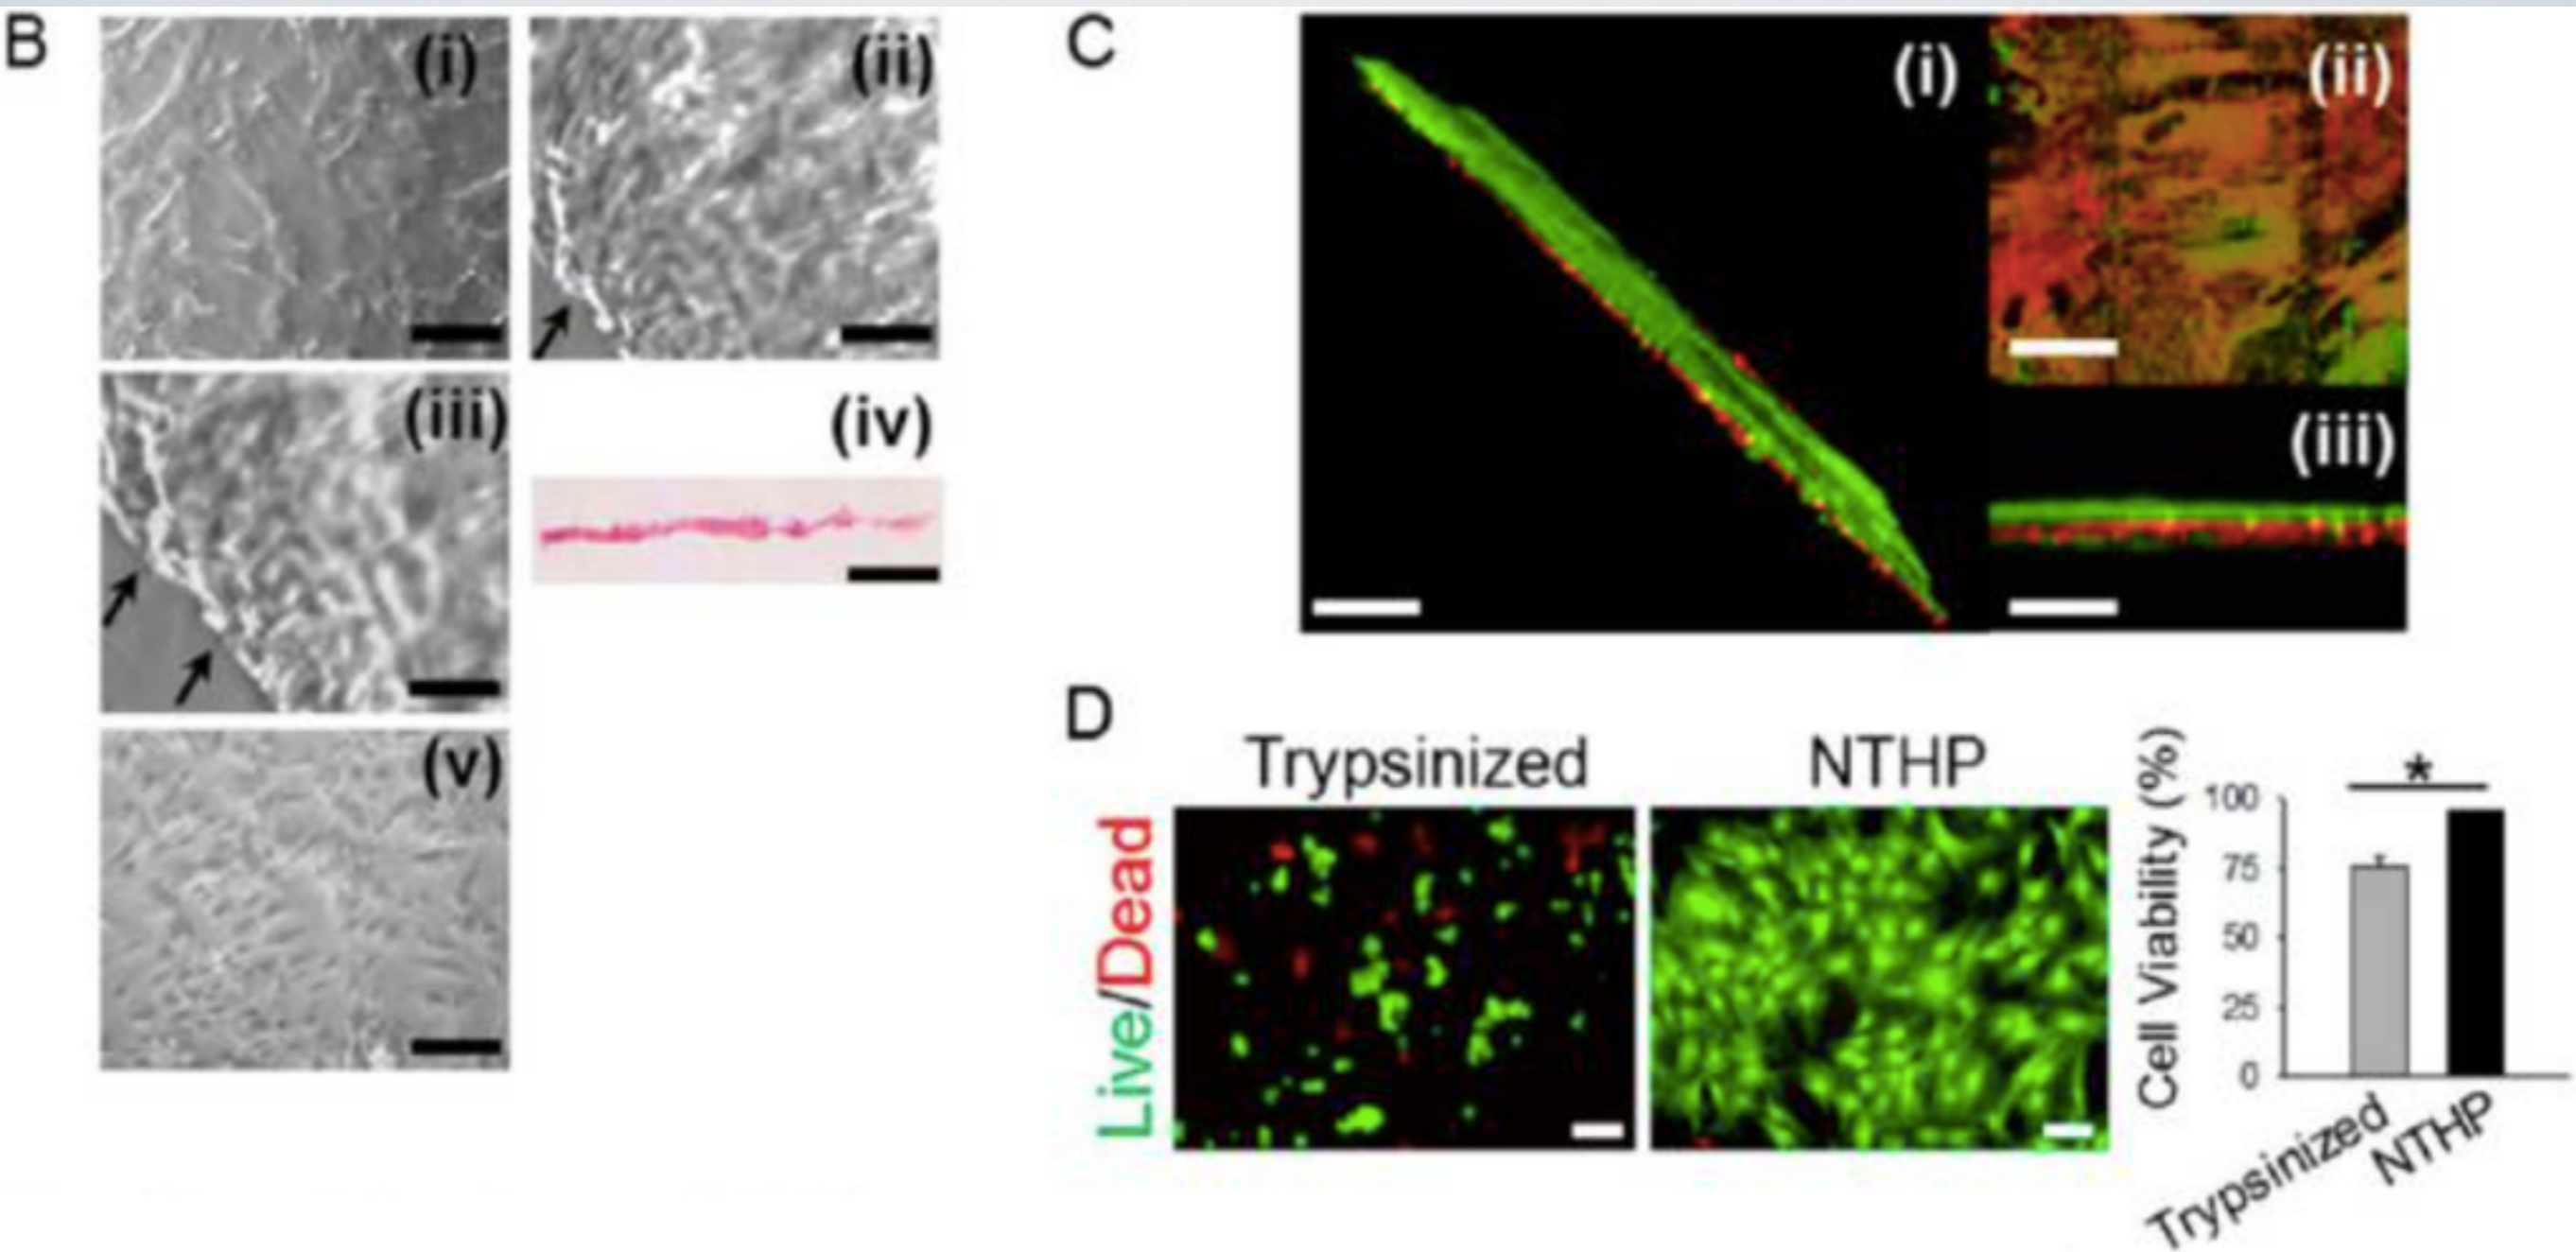 B
(i)
(ii)
(iii)
(iv)
(v)
C
(i)
(ii)
(iii)
D
Trypsinized
NTHP
Live/Dead
Cell Viability (%)
100
75
50
25
0
*
Trypsinized
NTHP